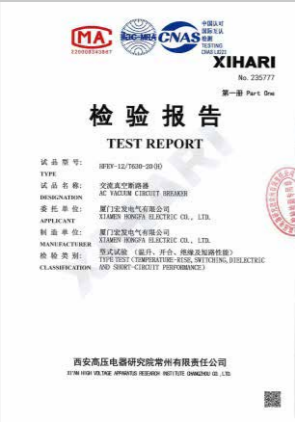 MA
ilac-MRA
CNAS
中国认可
国际互认
检测
TESTING
XIHARI
No. 235777
第一册 Part One
检验报告
TEST REPORT
试品型号:
TYPE
试品名称: 交流真空断路器
DESIGNATION AC VACUUM CIRCUIT BREAKER
委托单位: 厦门宏发电气有限公司
APPLICANT XIAMEN HONGFA ELECTRIC CO., LTD.
制造单位: 厦门宏发电气有限公司
MANUFACTURER XIAMEN HONGFA ELECTRIC CO., LTD.
检验类别: 型式试验 (温升、开合、绝缘及短路性能)
CLASSIFICATION TYPE TEST (TEMPERATURE-RISE, SWITCHING, DIELECTRIC
AND SHORT-CIRCUIT PERFORMANCE)
西安高压电器研究院常州有限责任公司
XI'AN HIGH VOLTAGE APPARATUS RESEARCH INSTITUTE CHANGZHOU CO.,LTD.